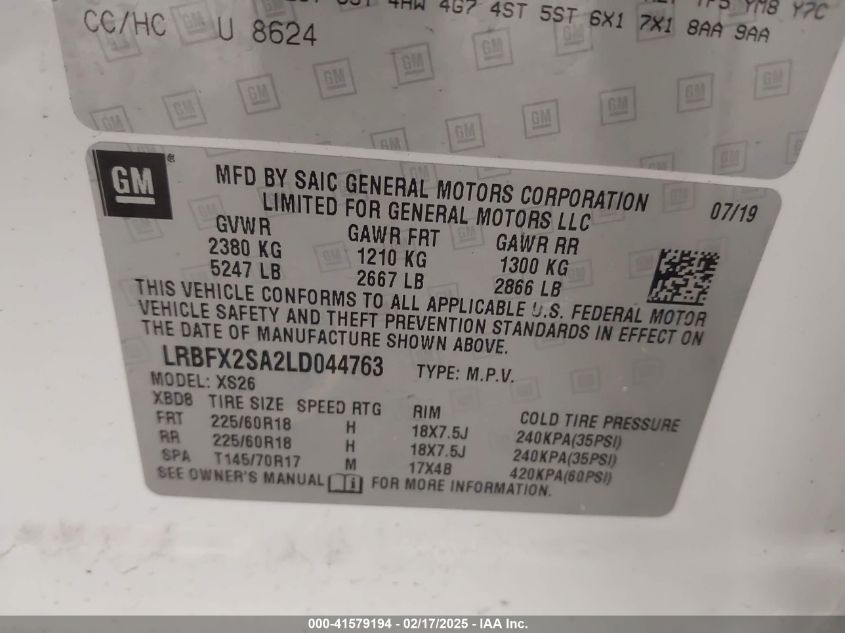 4AW 4G7 4ST 5ST 6X1 7X1 8AA 9AA YM8 Y7C
CC/HC U 8624
GM
MFD BY SAIC GENERAL MOTORS CORPORATION
LIMITED FOR GENERAL MOTORS LLC
07/19
GVWR GAWR FRT GAWR RR
2380 KG 1210 KG 1300 KG
5247 LB 2667 LB 2866 LB
THIS VEHICLE CONFORMS TO ALL APPLICABLE U.S. FEDERAL MOTOR
VEHICLE SAFETY AND THEFT PREVENTION STANDARDS IN EFFECT ON
THE DATE OF MANUFACTURE SHOWN ABOVE.
LRBFX2SA2LD044763 TYPE: M.P.V.
MODEL: XS26
XBD8 TIRE SIZE SPEED RTG RIM COLD TIRE PRESSURE
FRT 225/60R18 H 18X7.5J 240KPA(35PSI)
RR 225/60R18 H 18X7.5J 240KPA(35PSI)
SPA T145/70R17 M 17X4B 420KPA(60PSI)
SEE OWNER'S MANUAL FOR MORE INFORMATION.
000-41579194 - 02/17/2025 - IAA Inc.